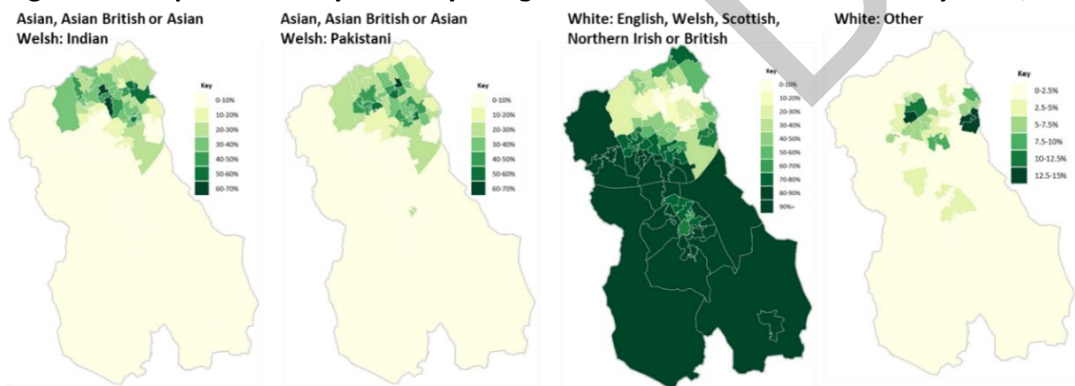 Asian, Asian British or Asian
Welsh: Indian
Key
0-10%
10-20%
20-30%
30-40%
40-50%
50-60%
60-70%
Asian, Asian British or Asian
Welsh: Pakistani
Key
0-10%
10-20%
20-30%
30-40%
40-50%
50-60%
60-70%
White: English, Welsh, Scottish,
Northern Irish or British
Key
0-10%
10-20%
20-30%
30-40%
40-50%
50-60%
60-70%
70-80%
80-90%
90%+
White: Other
Key
0-2.5%
2.5-5%
5-7.5%
7.5-10%
10-12.5%
12.5-15%